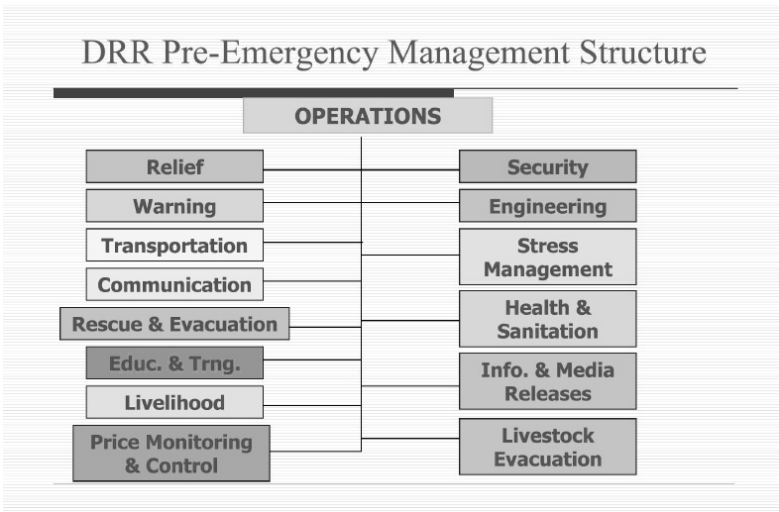 DRR Pre-Emergency Management Structure
OPERATIONS
Relief
Warning
Transportation
Communication
Rescue & Evacuation
Educ. & Trng.
Livelihood
Price Monitoring
& Control
Security
Engineering
Stress
Management
Health &
Sanitation
Info. & Media
Releases
Livestock
Evacuation